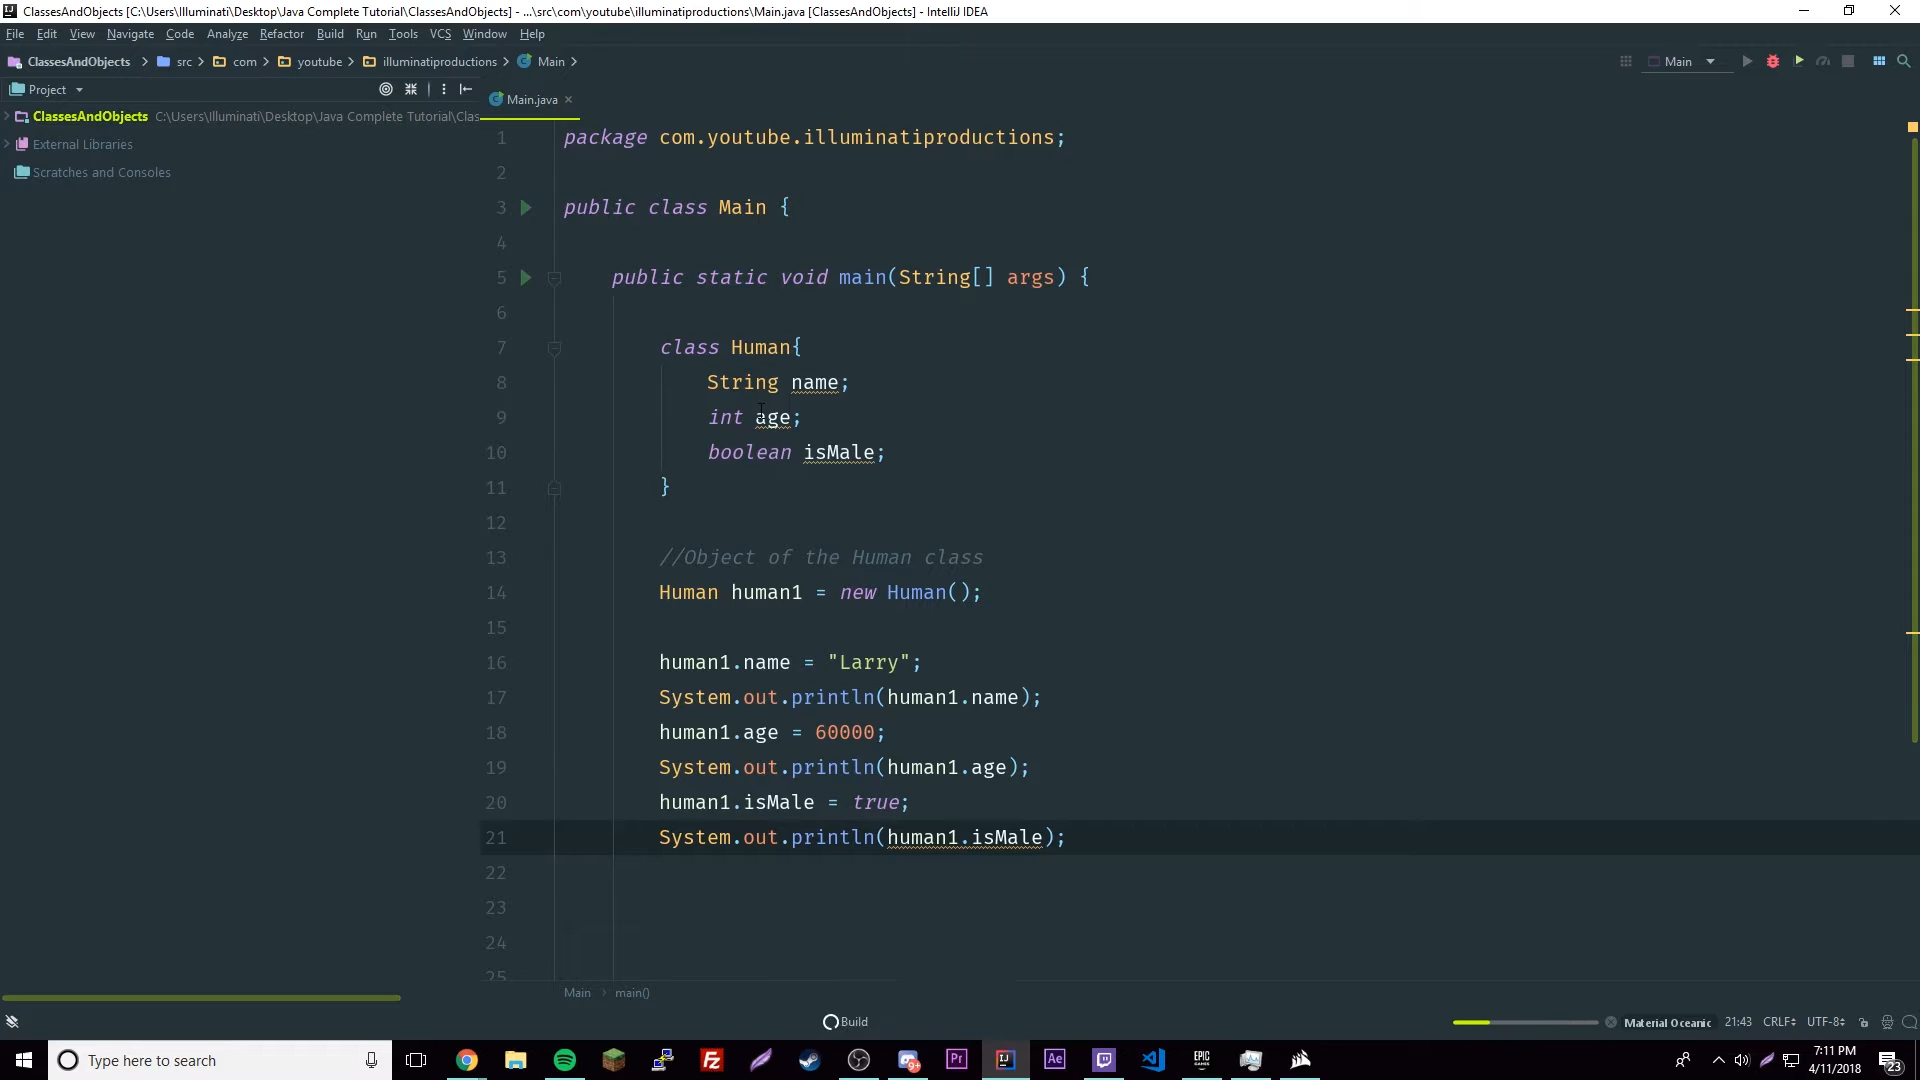 ClassesAndObjects [C:\Users\Illuminati\Desktop\Java Complete Tutorial\ClassesAndObjects] - ...\src\com\youtube\illuminatiproductions\Main.java [ClassesAndObjects] - IntelliJ IDEA
File Edit View Navigate Code Analyze Refactor Build Run Tools VCS Window Help
ClassesAndObjects src com youtube illuminatiproductions Main
Main
Project
Main.java
ClassesAndObjects C:\Users\Illuminati\Desktop\Java Complete Tutorial\Clas
External Libraries
Scratches and Consoles
1 package com.youtube.illuminatiproductions;
2
3 public class Main {
4
5 public static void main(String[] args) {
6
7 class Human{
8 String name;
9 int age;
10 boolean isMale;
11 }
12
13 //Object of the Human class
14 Human human1 = new Human();
15
16 human1.name = "Larry";
17 System.out.println(human1.name);
18 human1.age = 60000;
19 System.out.println(human1.age);
20 human1.isMale = true;
21 System.out.println(human1.isMale);
22
23
24
25
Main main()
Build
Material Oceanic 21:43 CRLF UTF-8
Type here to search
7:11 PM
4/11/2018
23